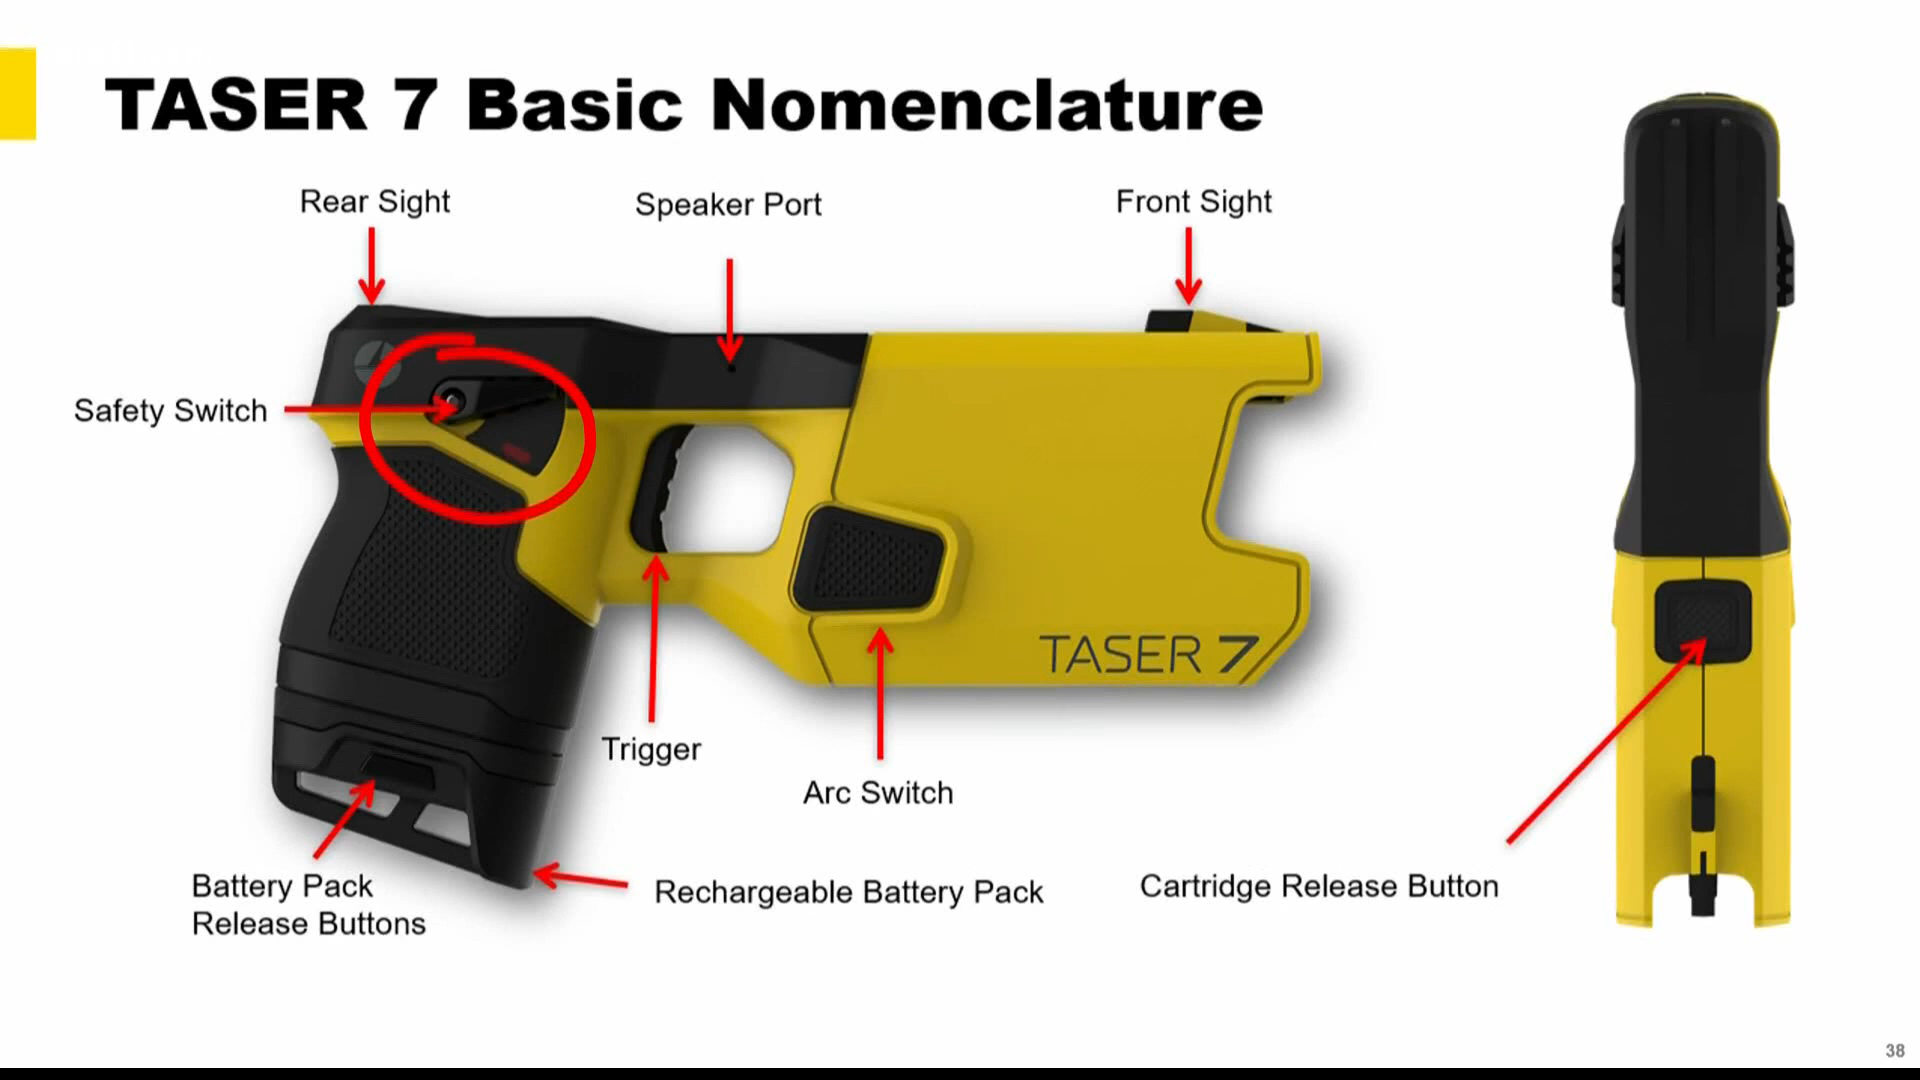 TASER 7 Basic Nomenclature
Rear Sight
Speaker Port
Front Sight
Safety Switch
TASER 7
Trigger
Arc Switch
Battery Pack
Release Buttons
Rechargeable Battery Pack
Cartridge Release Button
38